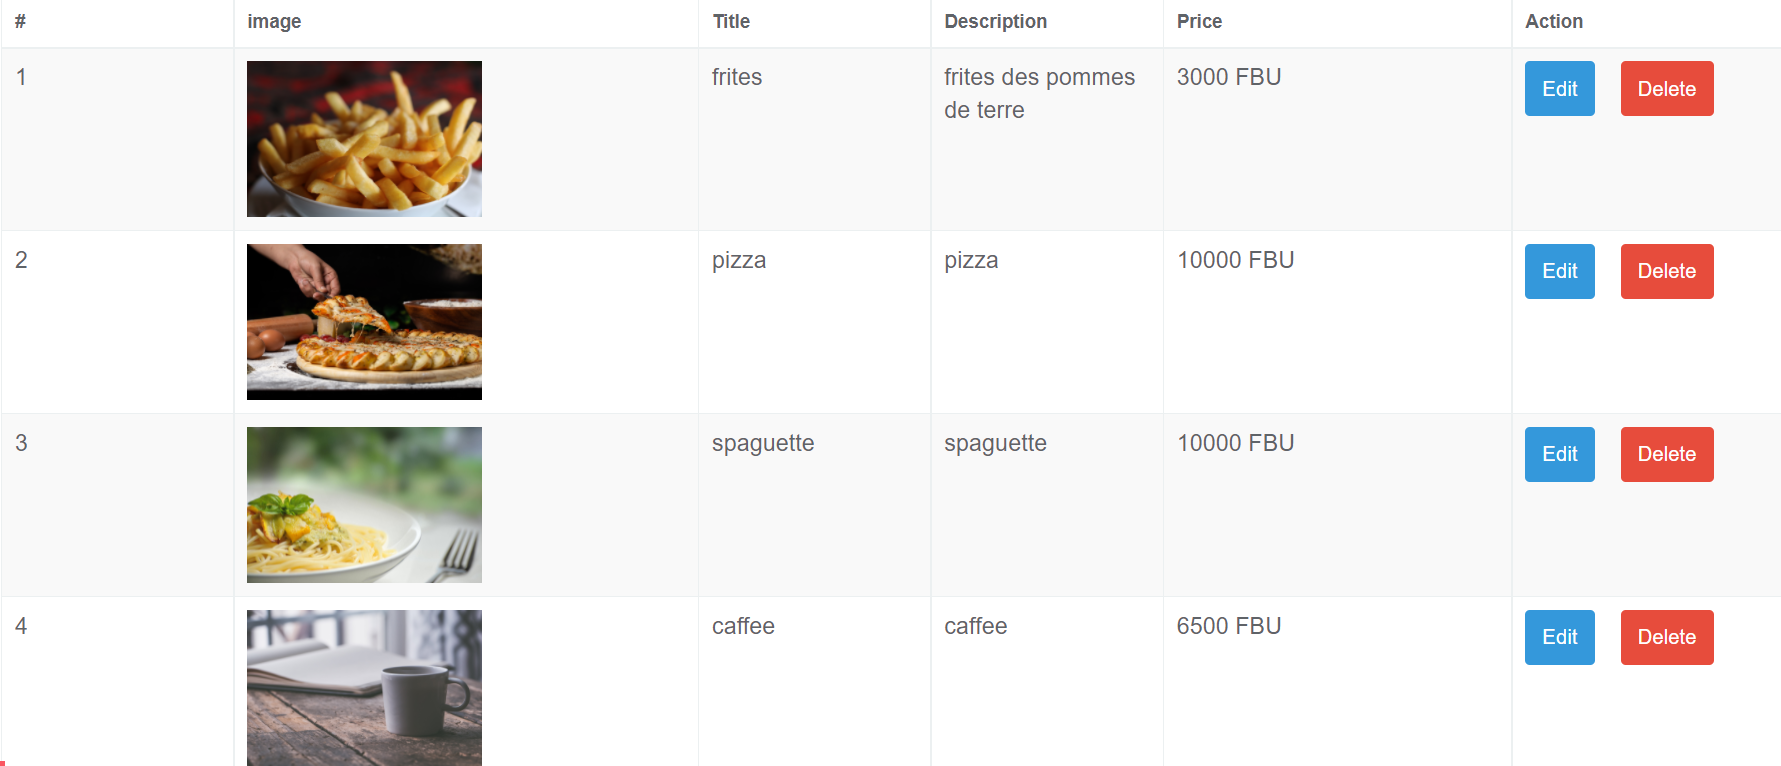 # image Title Description Price Action
1 frites frites des pommes 3000 FBU Edit Delete
de terre
2 pizza pizza 10000 FBU Edit Delete
3 spaguette spaguette 10000 FBU Edit Delete
4 caffee caffee 6500 FBU Edit Delete